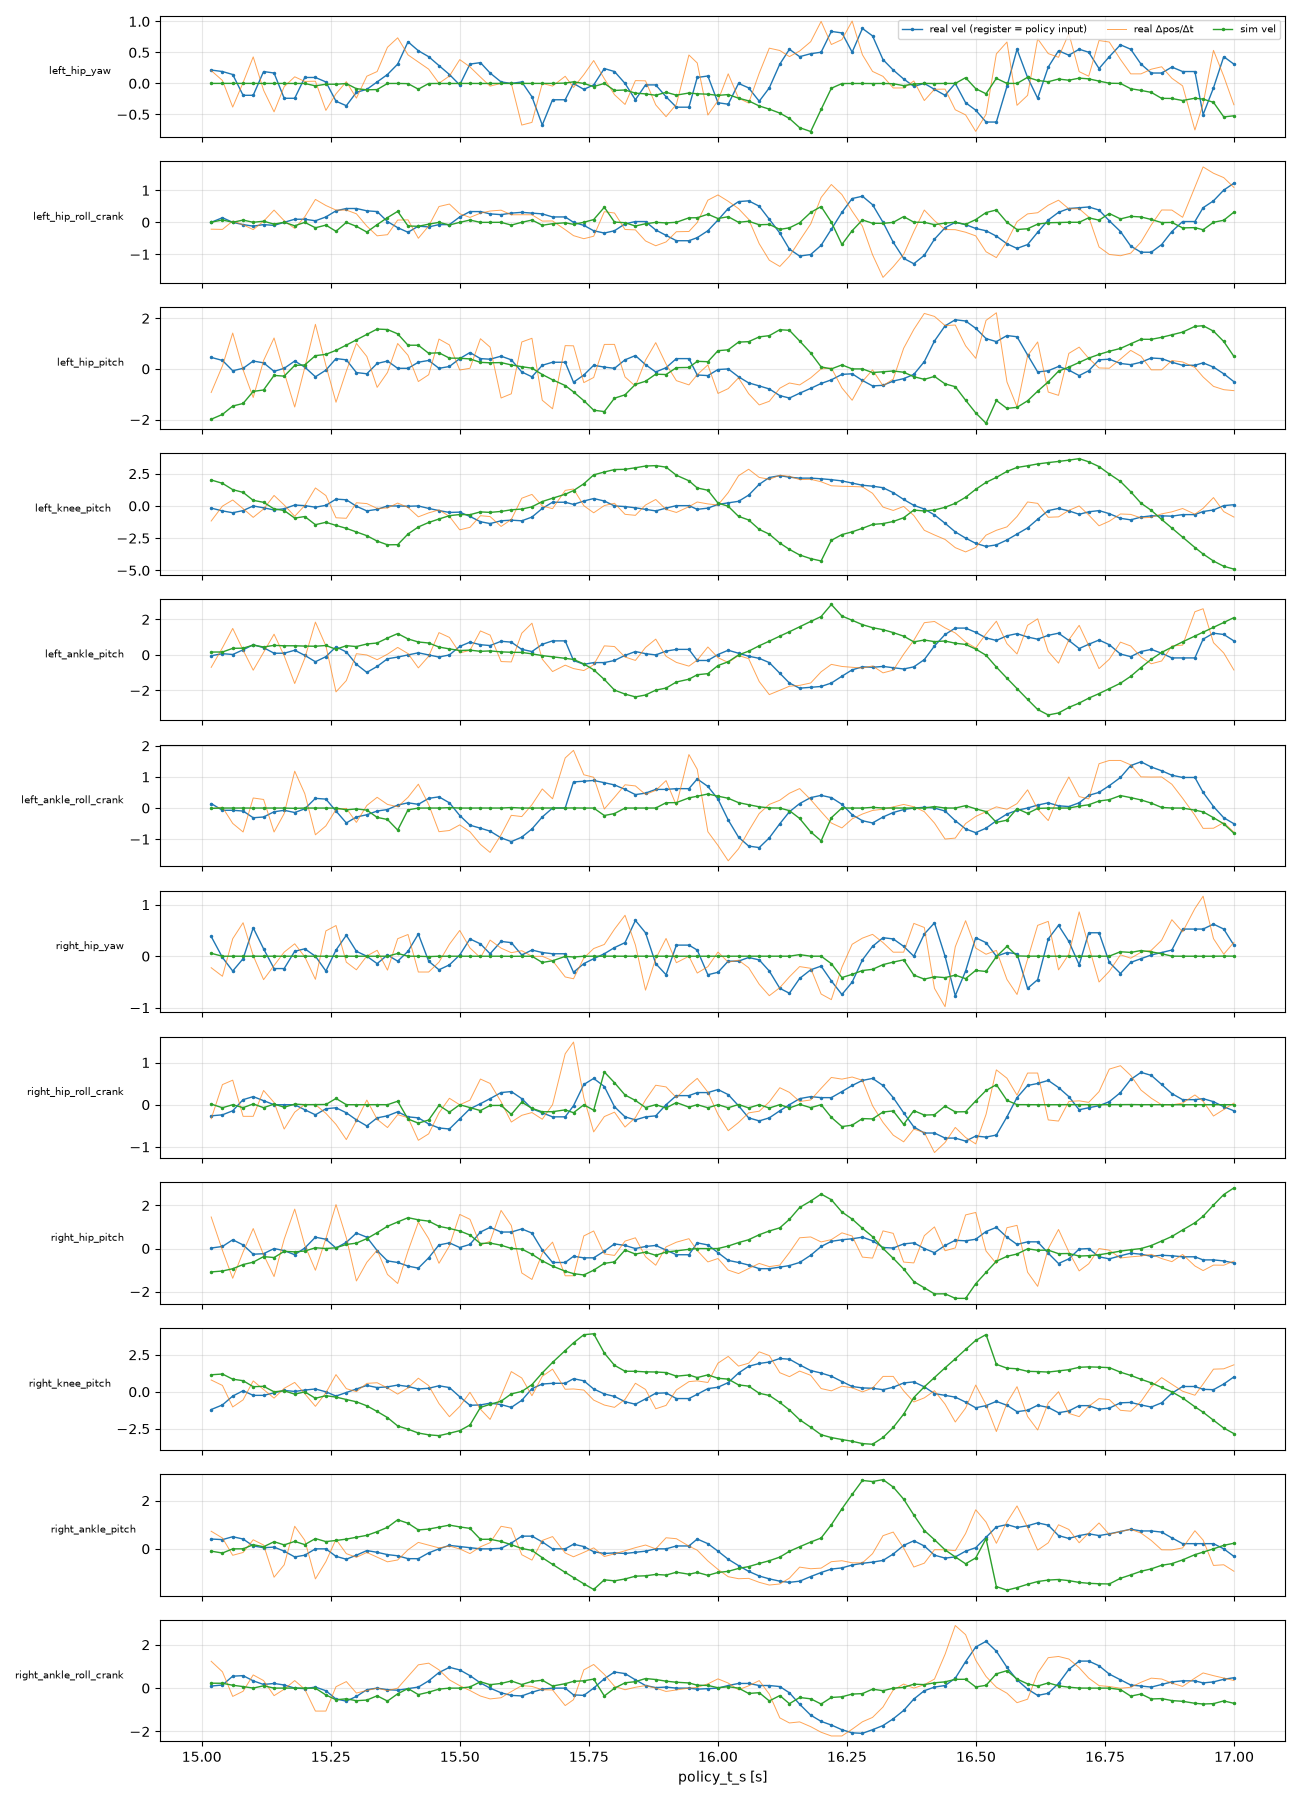 real vel (register = policy input)
real Δpos/Δt
sim vel
left_hip_yaw
1.0
0.5
0.0
−0.5
left_hip_roll_crank
1
0
−1
left_hip_pitch
2
0
−2
left_knee_pitch
2.5
0.0
−2.5
−5.0
left_ankle_pitch
2
0
−2
left_ankle_roll_crank
2
1
0
−1
right_hip_yaw
1
0
−1
right_hip_roll_crank
1
0
−1
right_hip_pitch
2
0
−2
right_knee_pitch
2.5
0.0
−2.5
right_ankle_pitch
2
0
right_ankle_roll_crank
2
0
−2
15.00 15.25 15.50 15.75 16.00 16.25 16.50 16.75 17.00
policy_t_s [s]